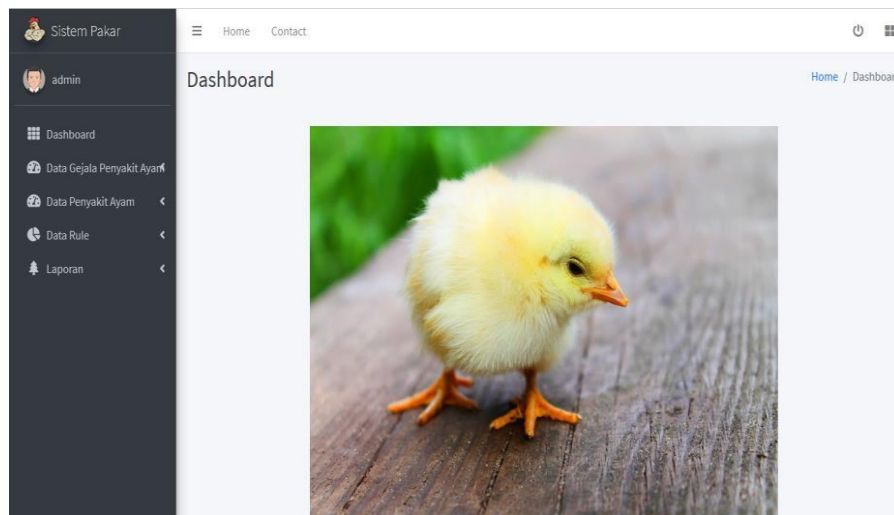 Sistem Pakar
Home Contact
admin
Dashboard
Home / Dashboar
Dashboard
Data Gejala Penyakit Ayam
Data Penyakit Ayam
Data Rule
Laporan